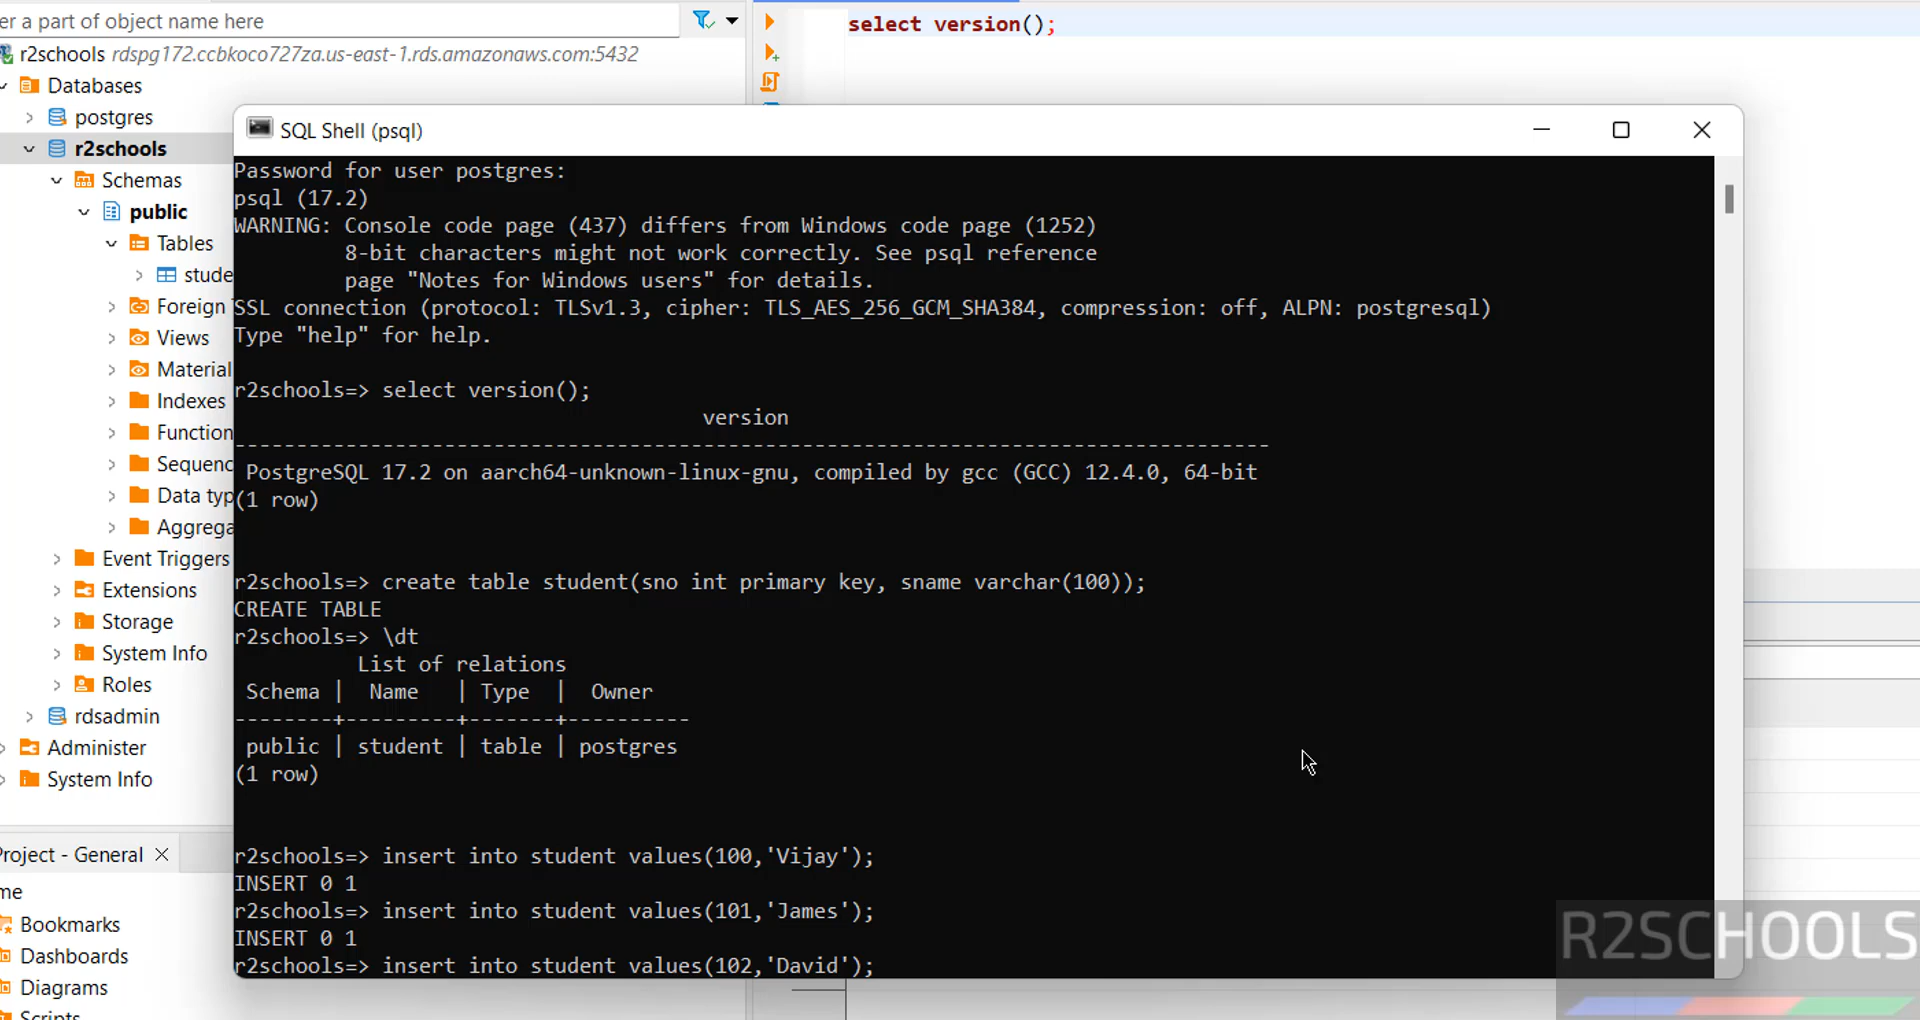 er a part of object name here
r2schools rdspg172.ccbkoco727za.us-east-1.rds.amazonaws.com:5432
Databases
postgres
r2schools
Schemas
public
Tables
stude
Foreign
Views
Material
Indexes
Function
Sequenc
Data typ
Aggrega
Event Triggers
Extensions
Storage
System Info
Roles
rdsadmin
Administer
System Info
Project - General
me
Bookmarks
Dashboards
Diagrams
Scripts
select version();
SQL Shell (psql)
Password for user postgres:
psql (17.2)
WARNING: Console code page (437) differs from Windows code page (1252)
8-bit characters might not work correctly. See psql reference
page "Notes for Windows users" for details.
SSL connection (protocol: TLSv1.3, cipher: TLS_AES_256_GCM_SHA384, compression: off, ALPN: postgresql)
Type "help" for help.
r2schools=> select version();
version
-------------------------------------------------------------------------------------
PostgreSQL 17.2 on aarch64-unknown-linux-gnu, compiled by gcc (GCC) 12.4.0, 64-bit
(1 row)
r2schools=> create table student(sno int primary key, sname varchar(100));
CREATE TABLE
r2schools=> \dt
List of relations
Schema | Name | Type | Owner
--------+---------+-------+----------
public | student | table | postgres
(1 row)
r2schools=> insert into student values(100,'Vijay');
INSERT 0 1
r2schools=> insert into student values(101,'James');
INSERT 0 1
r2schools=> insert into student values(102,'David');
R2SCHOOLS